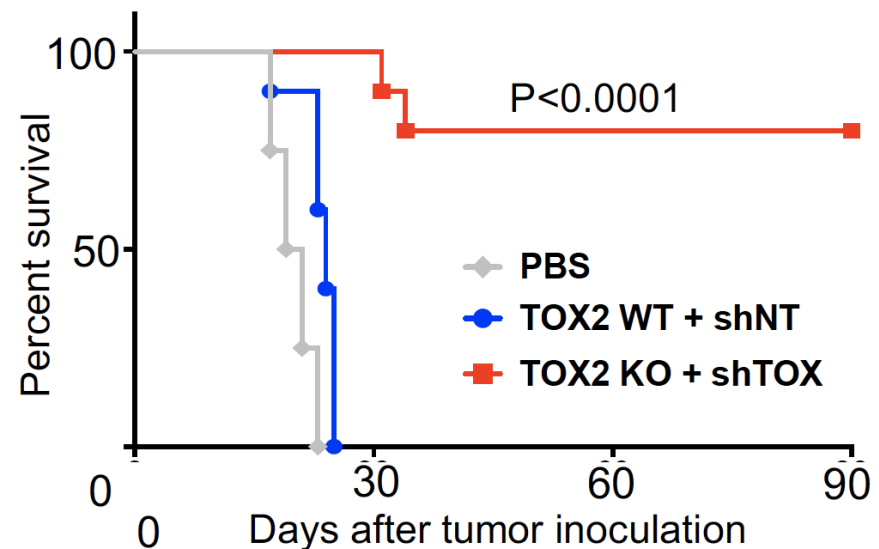 100
P<0.0001
Percent survival
50
PBS
TOX2 WT + shNT
TOX2 KO + shTOX
0
30
60
90
0
Days after tumor inoculation